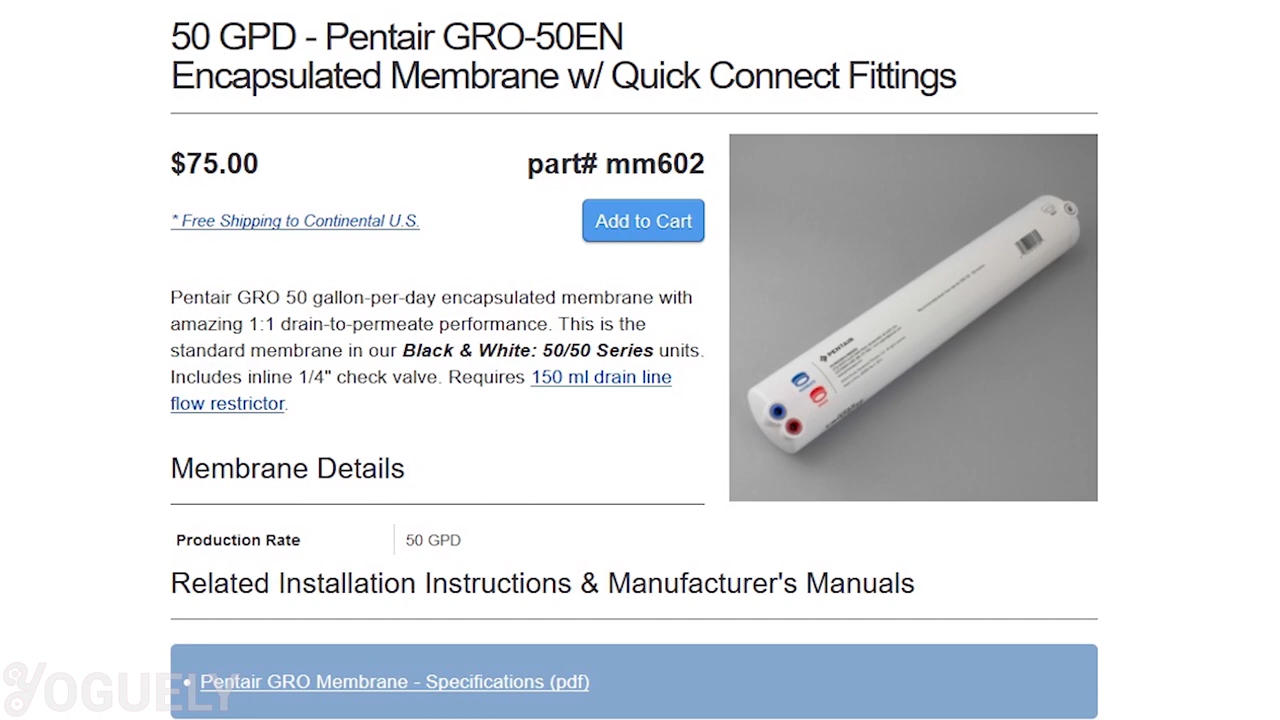 50 GPD - Pentair GRO-50EN
Encapsulated Membrane w/ Quick Connect Fittings
$75.00
part# mm602
* Free Shipping to Continental U.S.
Add to Cart
Pentair GRO 50 gallon-per-day encapsulated membrane with
amazing 1:1 drain-to-permeate performance. This is the
standard membrane in our Black & White: 50/50 Series units.
Includes inline 1/4" check valve. Requires 150 ml drain line
flow restrictor.
PENTAIR
Membrane Details
Production Rate
50 GPD
Related Installation Instructions & Manufacturer's Manuals
• Pentair GRO Membrane - Specifications (pdf)
YOGUELY